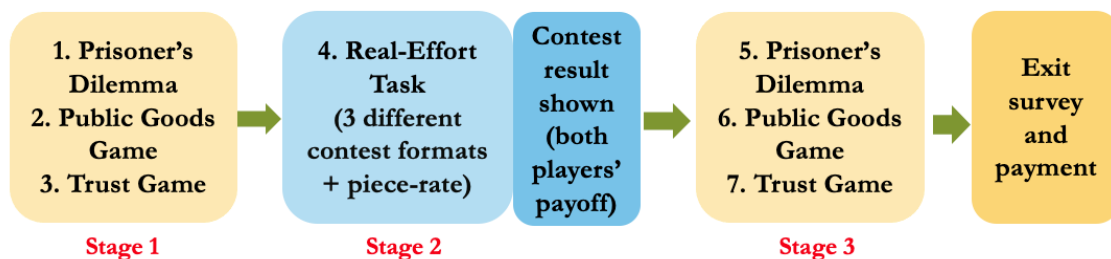 1. Prisoner's
Dilemma
2. Public Goods
Game
3. Trust Game
Stage 1
4. Real-Effort
Task
(3 different
contest formats
+ piece-rate)
Stage 2
Contest
result
shown
(both
players'
payoff)
5. Prisoner's
Dilemma
6. Public Goods
Game
7. Trust Game
Stage 3
Exit
survey
and
payment